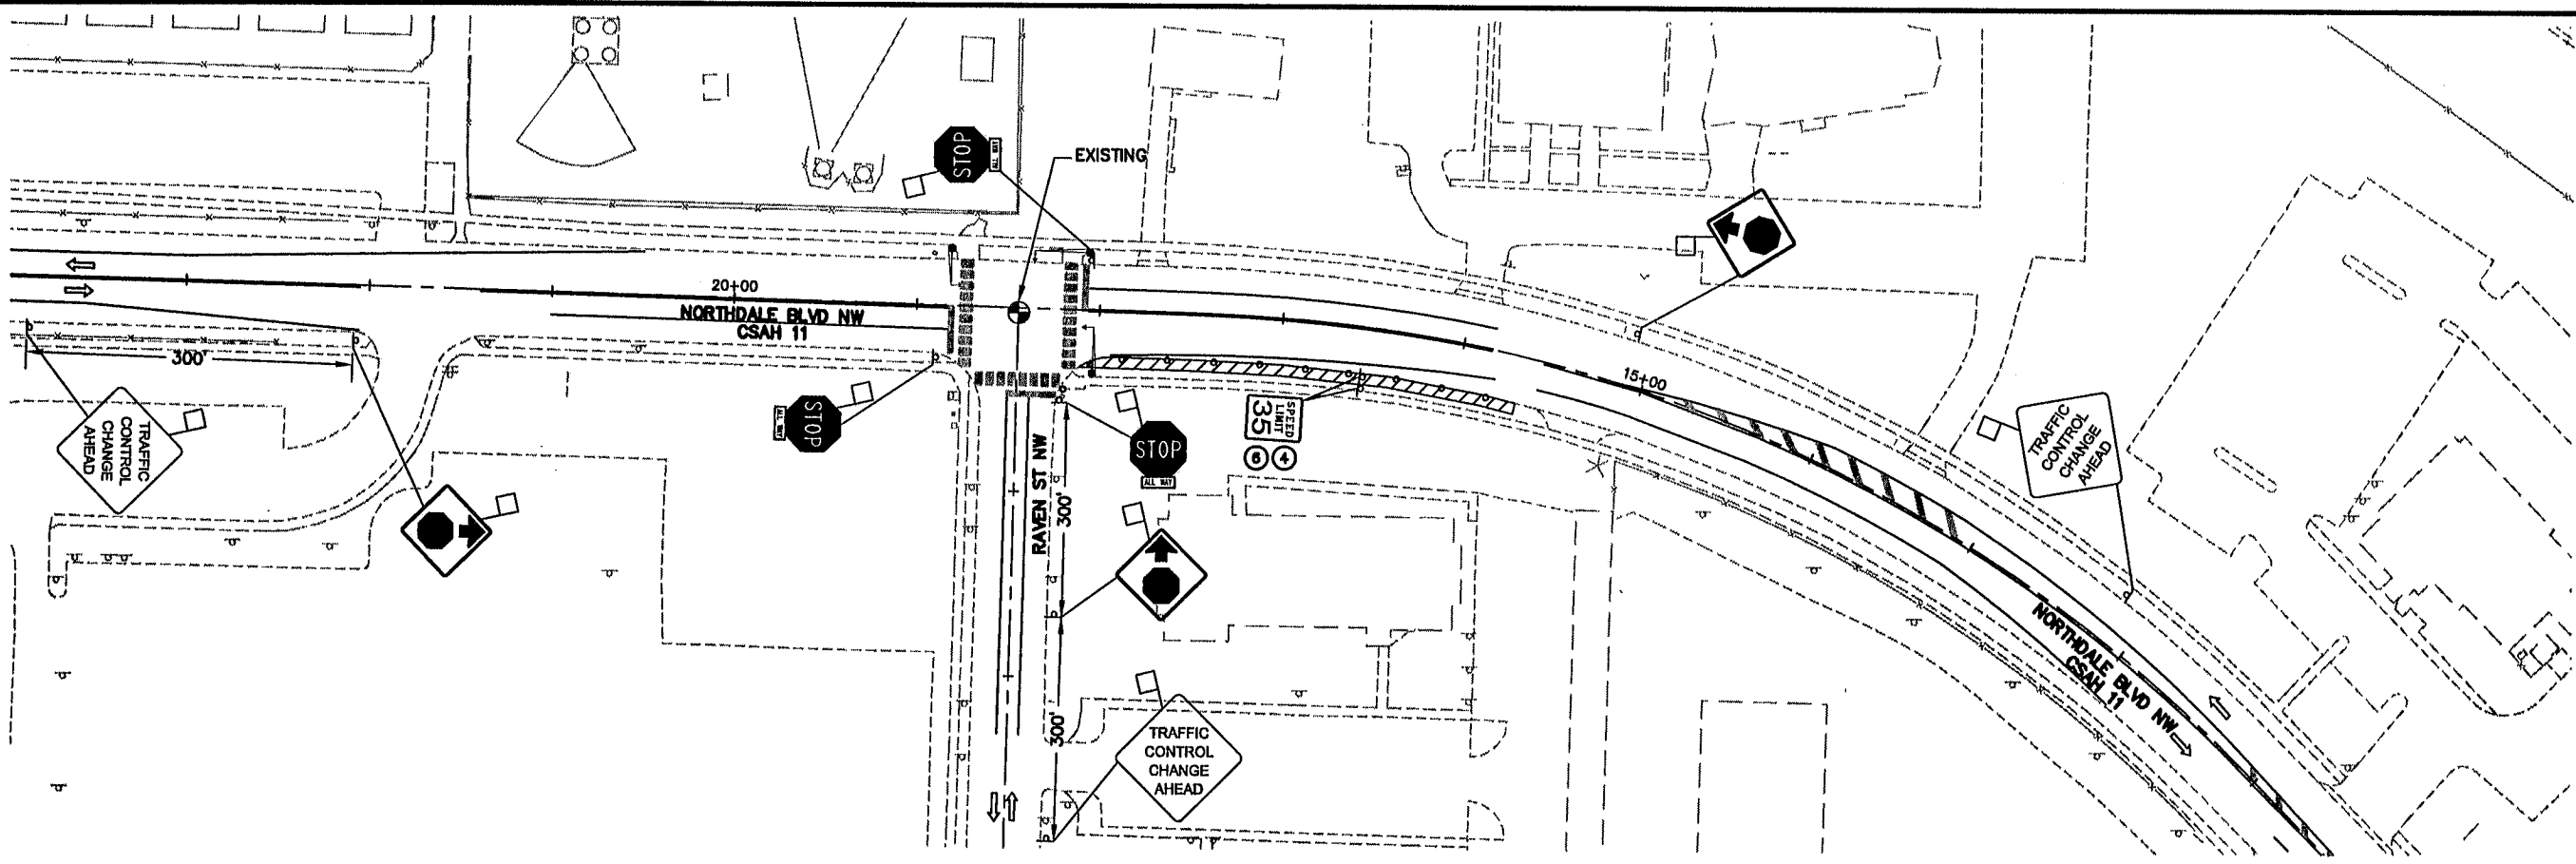 STOP
ALL WAY
EXISTING
20+00
NORTHDALE BLVD NW
CSAH 11
300'
TRAFFIC
CONTROL
CHANGE
AHEAD
STOP
ALL WAY
RAVEN ST NW
300'
300'
STOP
ALL WAY
SPEED
LIMIT
35
6 4
15+00
TRAFFIC
CONTROL
CHANGE
AHEAD
TRAFFIC
CONTROL
CHANGE
AHEAD
NORTHDALE BLVD NW
CSAH 11